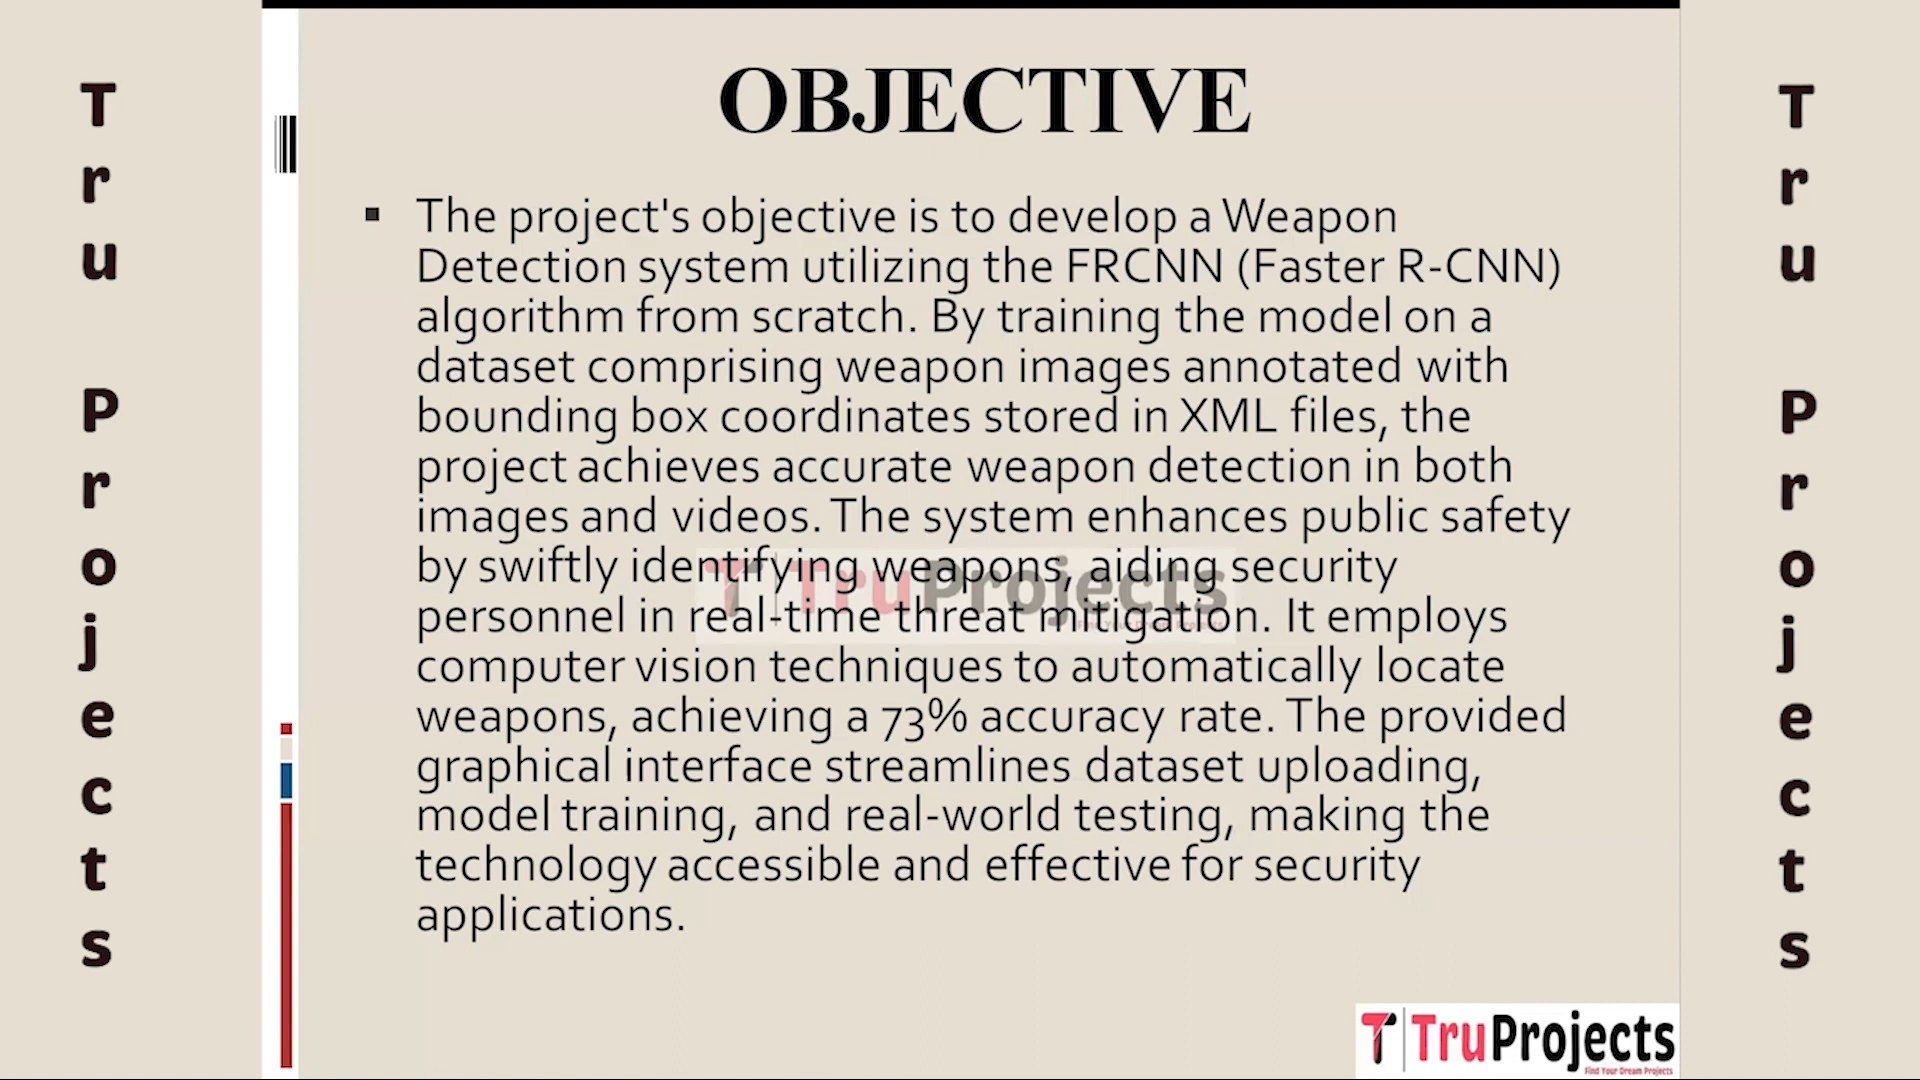 OBJECTIVE
▪ The project's objective is to develop a Weapon
Detection system utilizing the FRCNN (Faster R-CNN)
algorithm from scratch. By training the model on a
dataset comprising weapon images annotated with
bounding box coordinates stored in XML files, the
project achieves accurate weapon detection in both
images and videos. The system enhances public safety
by swiftly identifying weapons, aiding security
personnel in real-time threat mitigation. It employs
computer vision techniques to automatically locate
weapons, achieving a 73% accuracy rate. The provided
graphical interface streamlines dataset uploading,
model training, and real-world testing, making the
technology accessible and effective for security
applications.
Tru Projects
Tru Projects
TruProjects
TruProjects
Find Your Dream Projects